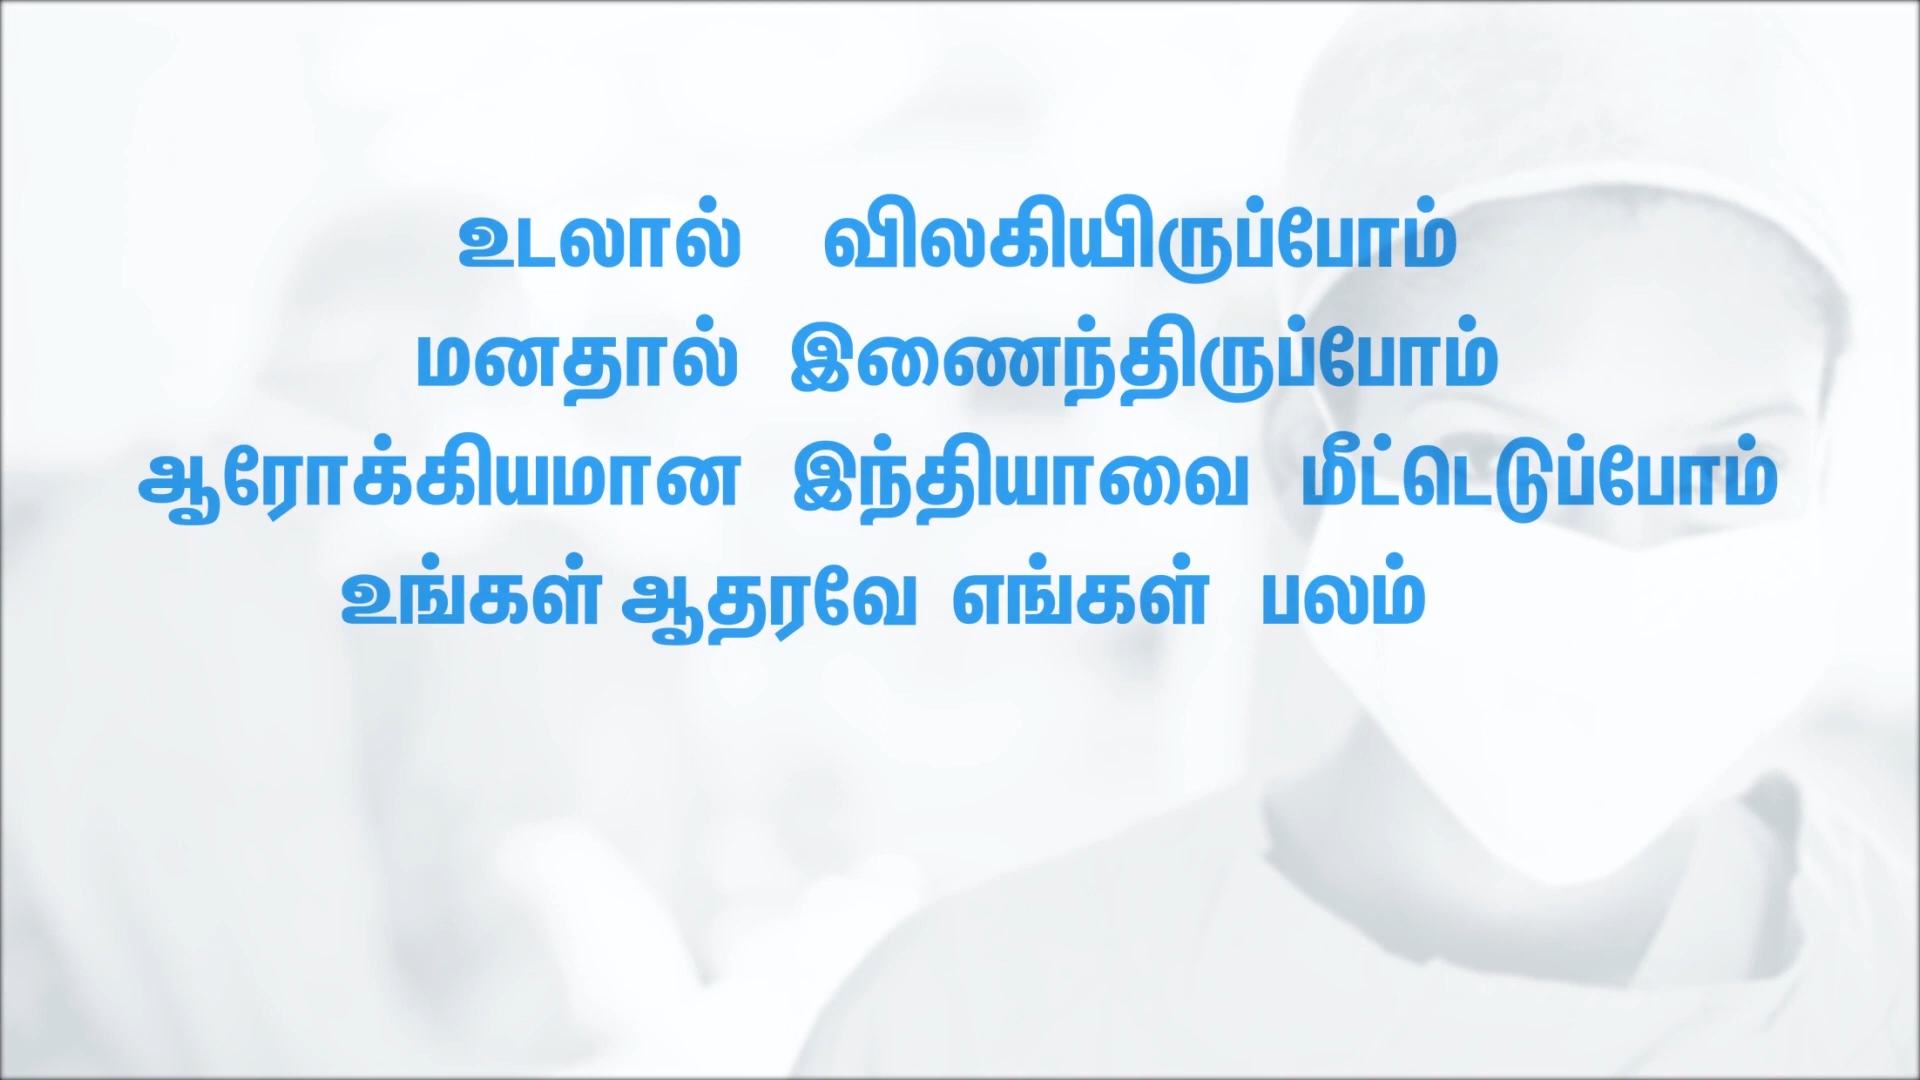 உடலால் விலகியிருப்போம்
மனதால் இணைந்திருப்போம்
ஆரோக்கியமான இந்தியாவை மீட்டெடுப்போம்
உங்கள் ஆதரவே எங்கள் பலம்